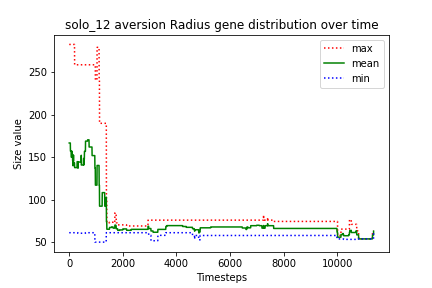 solo_12 aversion Radius gene distribution over time
max
mean
min
Size value
250
200
150
100
50
0
2000
4000
6000
8000
10000
Timesteps